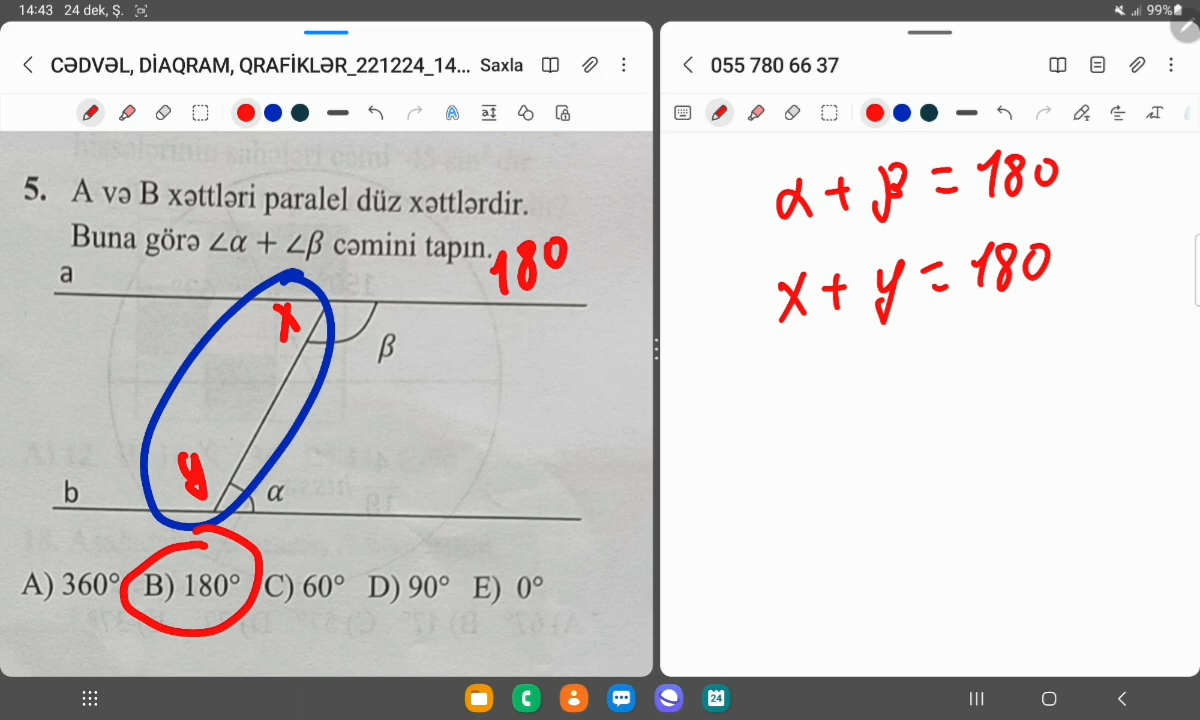 14:43 24 dek, Ş. 99%
CƏDVƏL, DİAQRAM, QRAFİKLƏR_221224_14... Saxla
5. A və B xəttləri paralel düz xəttlərdir.
Buna görə ∠α + ∠β cəmini tapın. 180
a
x
β
y
b
α
A) 360° B) 180° C) 60° D) 90° E) 0°
055 780 66 37
α + β = 180
x + y = 180
24